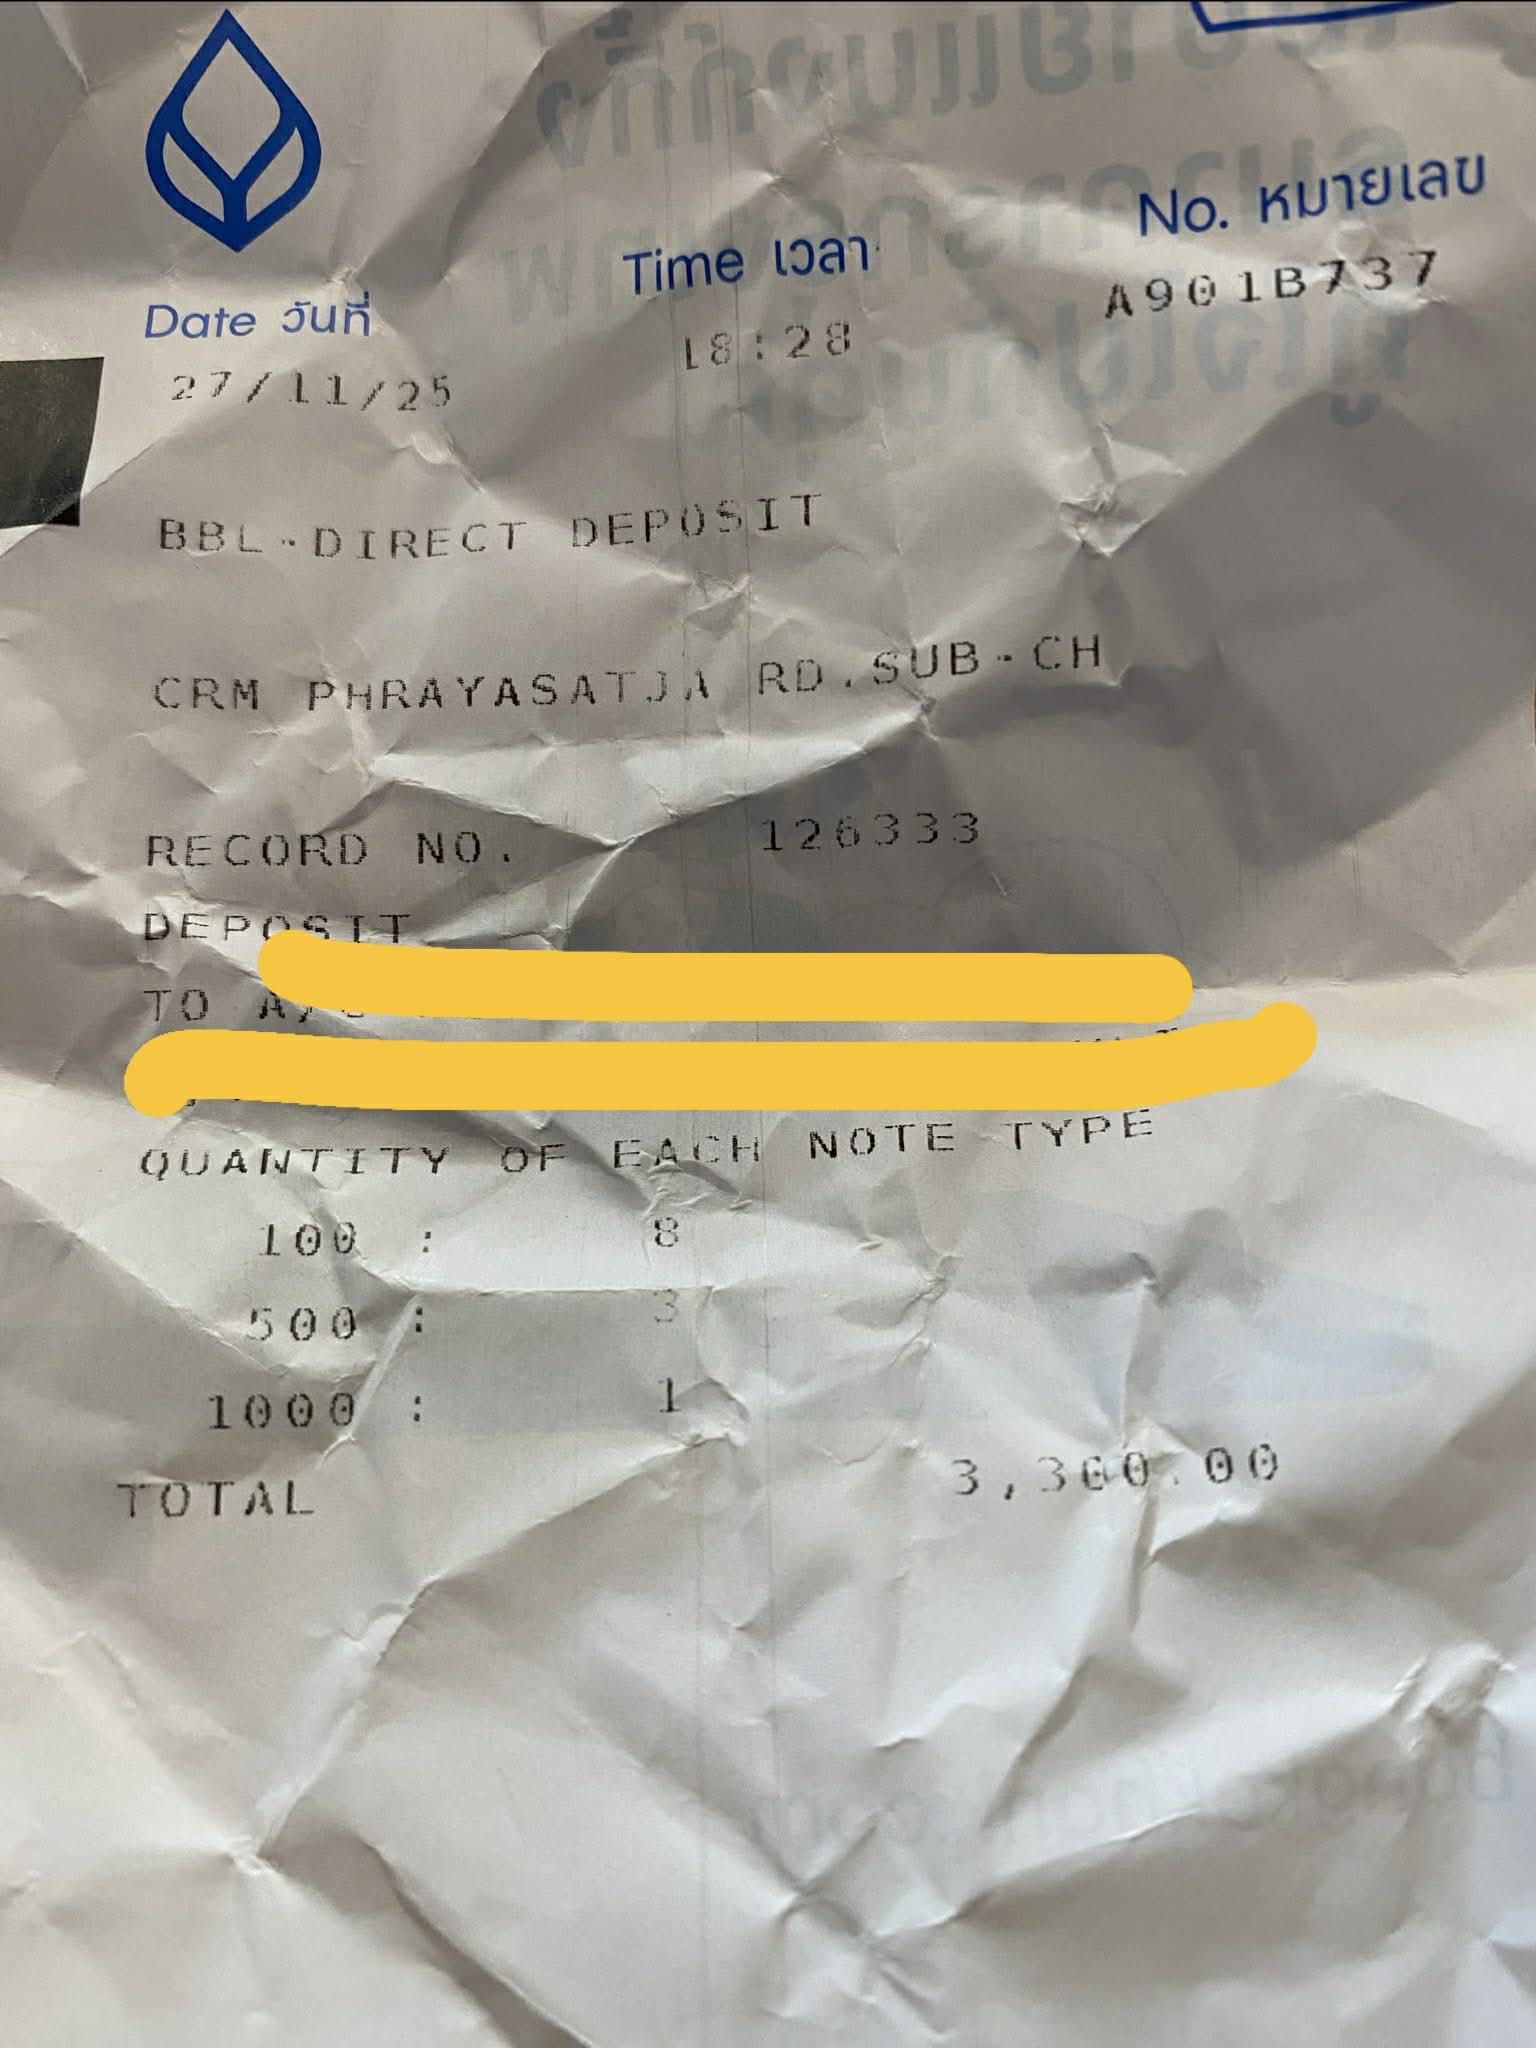 Date วันที่ Time เวลา No. หมายเลข
27/11/25 18:28 A901B737
BBL-DIRECT DEPOSIT
CRM PHRAYASATJA RD.SUB-CH
RECORD NO. 126333
DEPOSIT
TO
QUANTITY OF EACH NOTE TYPE
100 : 8
500 : 3
1000 : 1
TOTAL 3,300.00